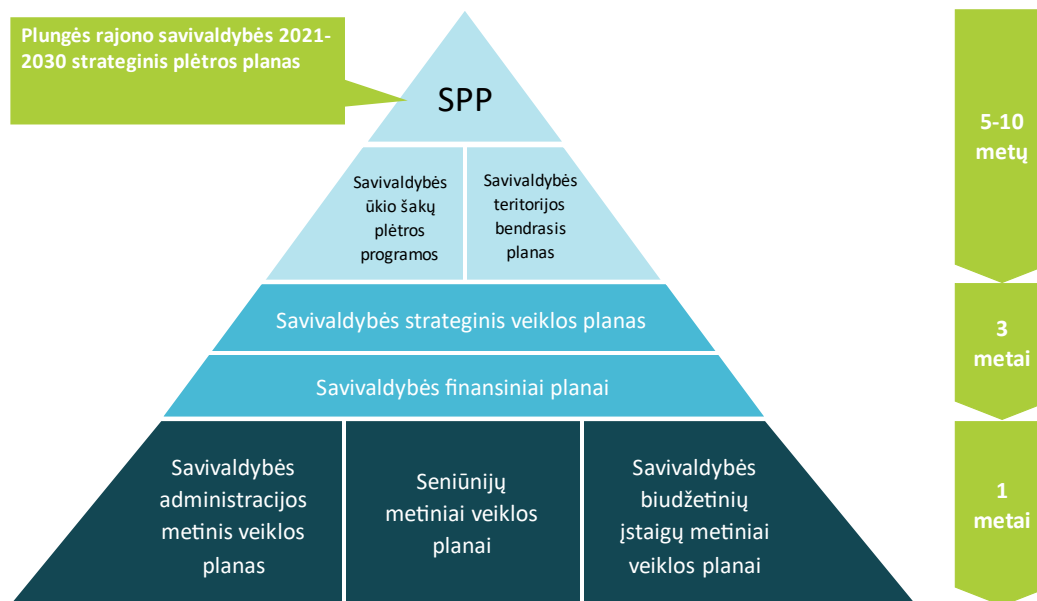 Plungės rajono savivaldybės 2021-
2030 strateginis plėtros planas
SPP
Savivaldybės
ūkio šakų
plėtros
programos
Savivaldybės
teritorijos
bendrasis
planas
Savivaldybės strateginis veiklos planas
Savivaldybės finansiniai planai
Savivaldybės
administracijos
metinis veiklos
planas
Seniūnijų
metiniai veiklos
planai
Savivaldybės
biudžetinių
įstaigų metiniai
veiklos planai
5-10
metų
3
metai
1
metai